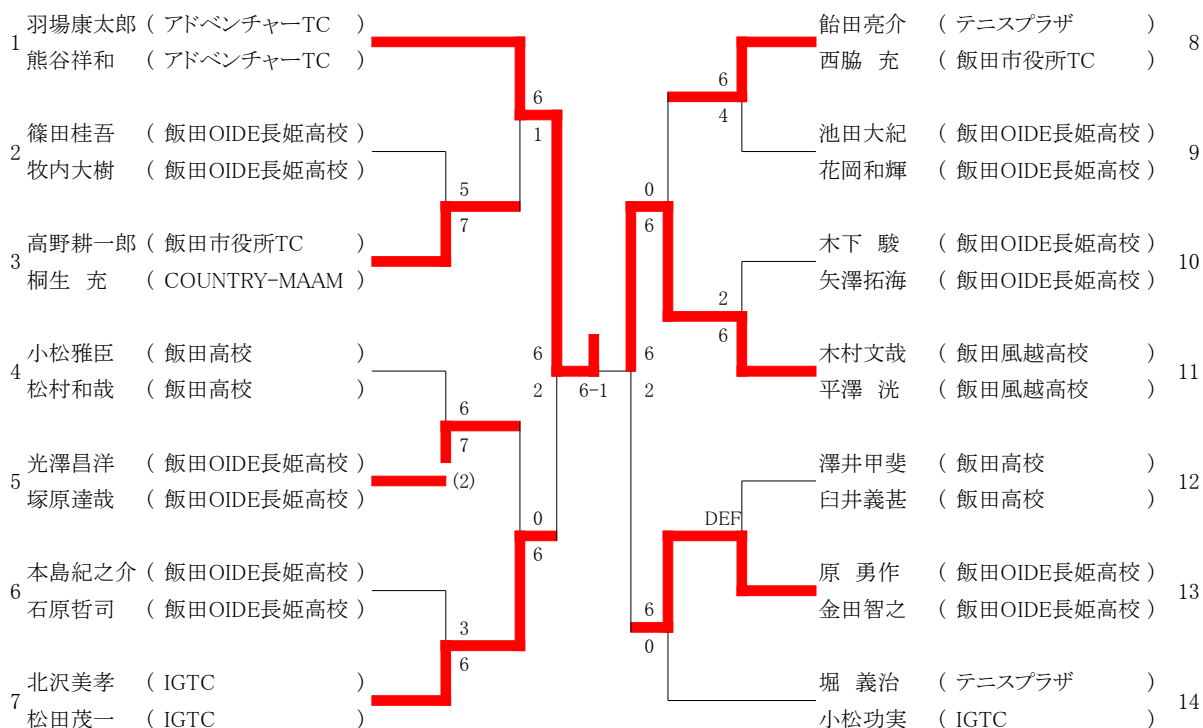 1 羽場康太郎 ( アドベンチャーTC )
熊谷祥和 ( アドベンチャーTC )
6
1
2 篠田桂吾 ( 飯田OIDE長姫高校 )
牧内大樹 ( 飯田OIDE長姫高校 )
5
7
3 高野耕一郎 ( 飯田市役所TC )
桐生 充 ( COUNTRY-MAAM )
4 小松雅臣 ( 飯田高校 )
松村和哉 ( 飯田高校 )
6
2
6
7
5 光澤昌洋 ( 飯田OIDE長姫高校 )
(2)
塚原達哉 ( 飯田OIDE長姫高校 )
0
6
6 本島紀之介 ( 飯田OIDE長姫高校 )
石原哲司 ( 飯田OIDE長姫高校 )
3
6
7 北沢美孝 ( IGTC )
松田茂一 ( IGTC )
6-1
飴田亮介 ( テニスプラザ ) 8
西脇 充 ( 飯田市役所TC )
6
4
池田大紀 ( 飯田OIDE長姫高校 ) 9
花岡和輝 ( 飯田OIDE長姫高校 )
0
6
木下 駿 ( 飯田OIDE長姫高校 ) 10
矢澤拓海 ( 飯田OIDE長姫高校 )
2
6
木村文哉 ( 飯田風越高校 ) 11
平澤 洸 ( 飯田風越高校 )
6
2
澤井甲斐 ( 飯田高校 ) 12
臼井義甚 ( 飯田高校 )
DEF
原 勇作 ( 飯田OIDE長姫高校 ) 13
金田智之 ( 飯田OIDE長姫高校 )
6
0
堀 義治 ( テニスプラザ ) 14
小松功実 ( IGTC )